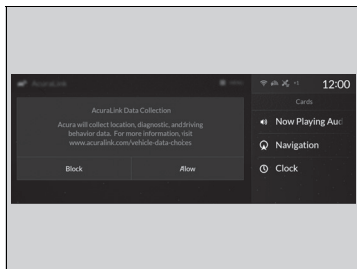 AcuraLink
12:00
AcuraLink Data Collection
Acura will collect location, diagnostic, and driving
behavior data. For more information, visit
www.acuralink.com/vehicle-data-choices
Block
Allow
Cards
Now Playing Aud
Navigation
Clock